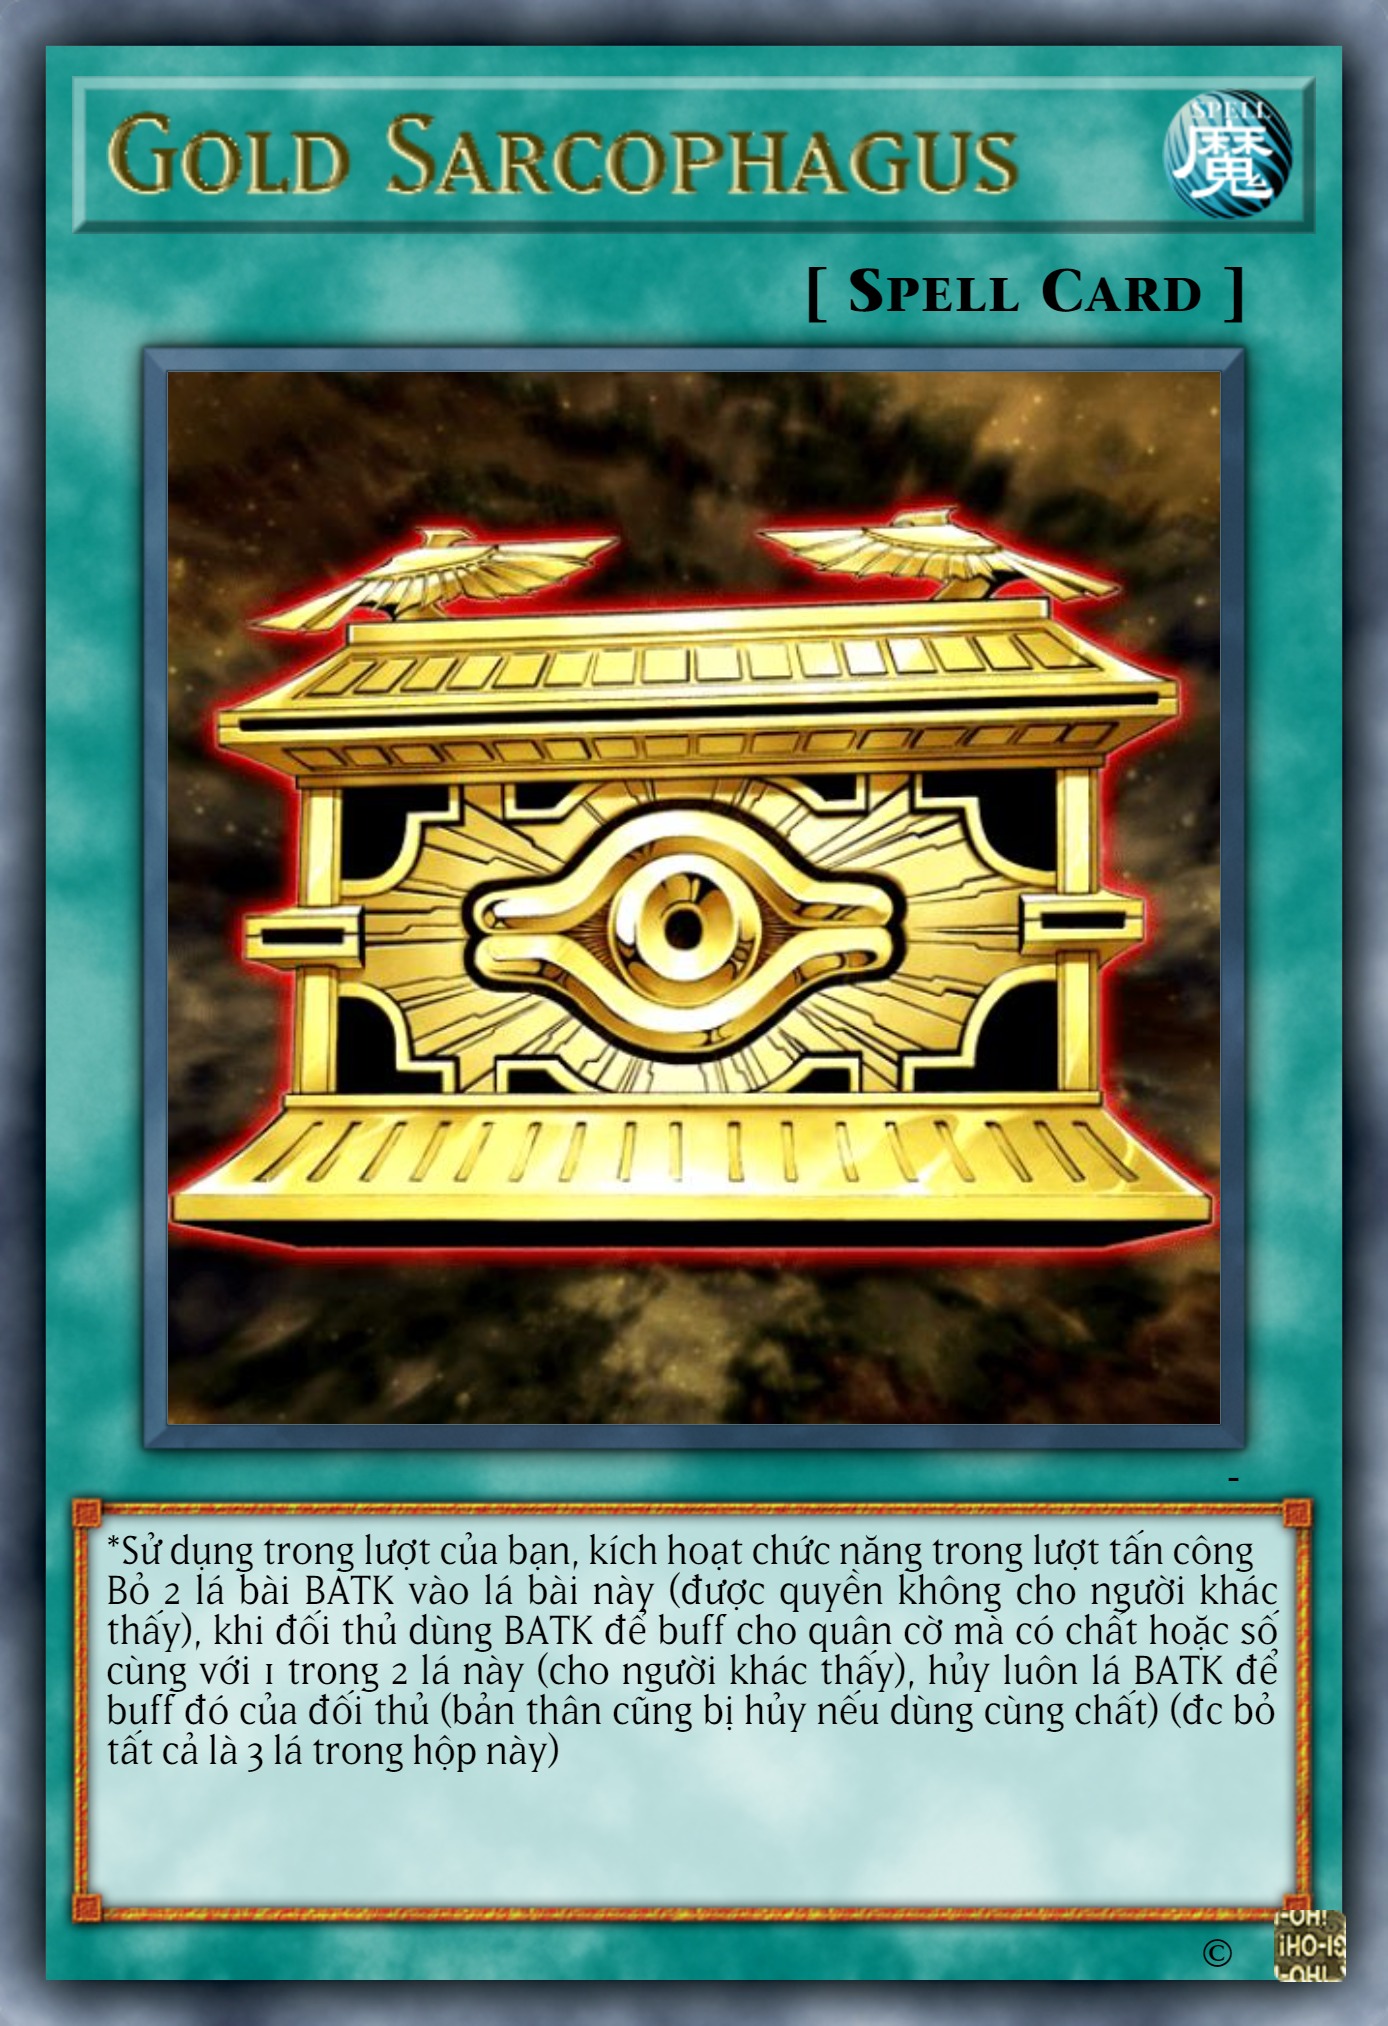 GOLD SARCOPHAGUS
SPELL
魔
[ SPELL CARD ]
-
*Sử dụng trong lượt của bạn, kích hoạt chức năng trong lượt tấn công
Bỏ 2 lá bài BATK vào lá bài này (được quyền không cho người khác
thấy), khi đối thủ dùng BATK để buff cho quân cờ mà có chất hoặc số
cùng với 1 trong 2 lá này (cho người khác thấy), hủy luôn lá BATK để
buff đó của đối thủ (bản thân cũng bị hủy nếu dùng cùng chất) (đc bỏ
tất cả là 3 lá trong hộp này)
©